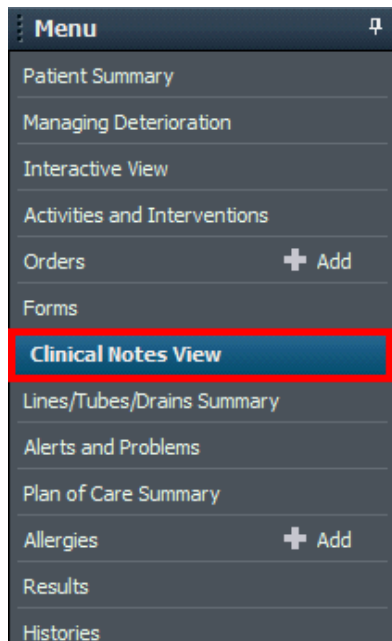 Menu
Patient Summary
Managing Deterioration
Interactive View
Activities and Interventions
Orders Add
Forms
Clinical Notes View
Lines/Tubes/Drains Summary
Alerts and Problems
Plan of Care Summary
Allergies Add
Results
Histories